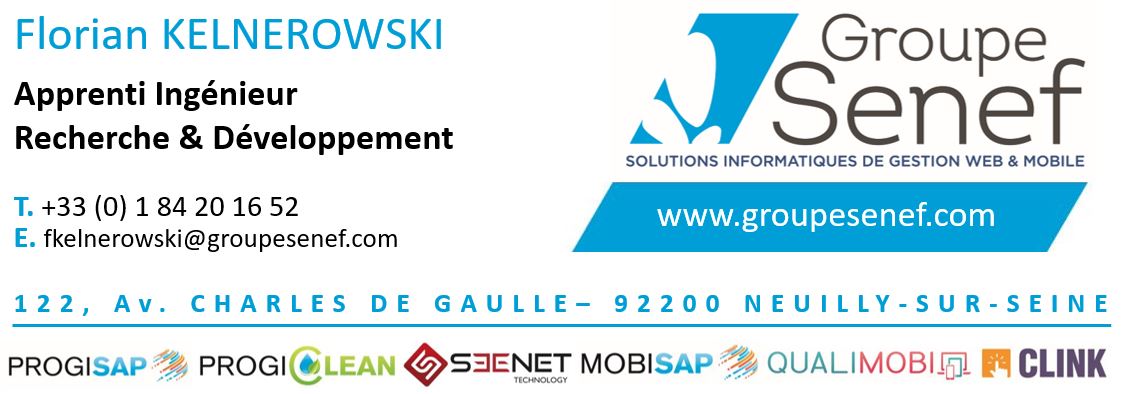 Florian KELNEROWSKI
Apprenti Ingénieur
Recherche & Développement
T. +33 (0) 1 84 20 16 52
E. fkelnerowski@groupesenef.com
Groupe
Senef
SOLUTIONS INFORMATIQUES DE GESTION WEB & MOBILE
www.groupesenef.com
122, Av. CHARLES DE GAULLE– 92200 NEUILLY-SUR-SEINE
PROGISAP PROGICLEAN SEENET TECHNOLOGY MOBISAP QUALIMOBI CLINK